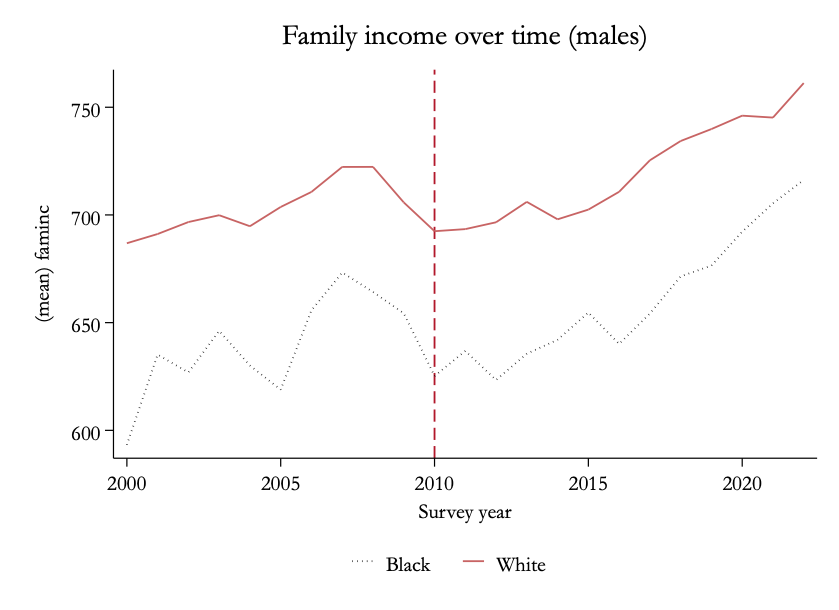 Family income over time (males)
(mean) faminc
750
700
650
600
2000 2005 2010 2015 2020
Survey year
Black White